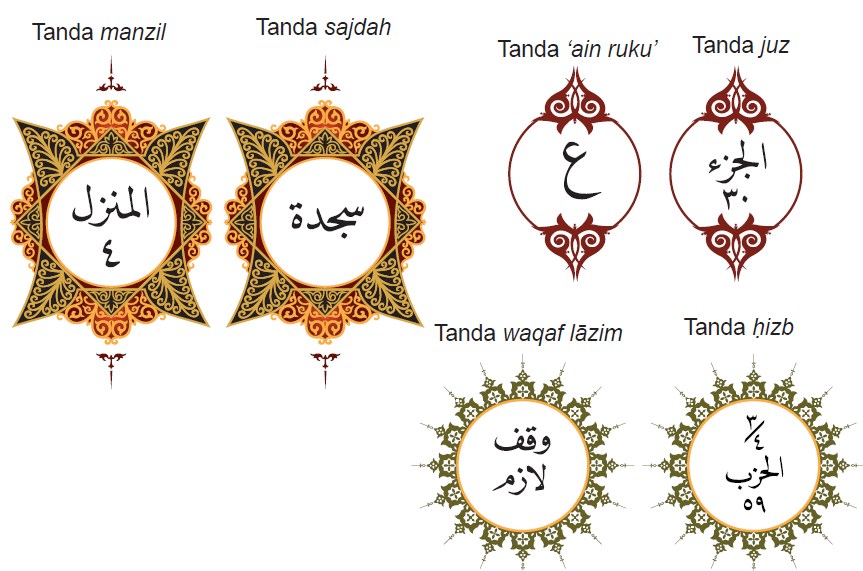 Tanda manzil
المنزل
٤
Tanda sajdah
سجدة
Tanda ‘ain ruku’
ع
Tanda juz
الجزء
٣٠
Tanda waqaf lāzim
وقف
لازم
Tanda ḥizb
٣/٤
الحزب
٥٩